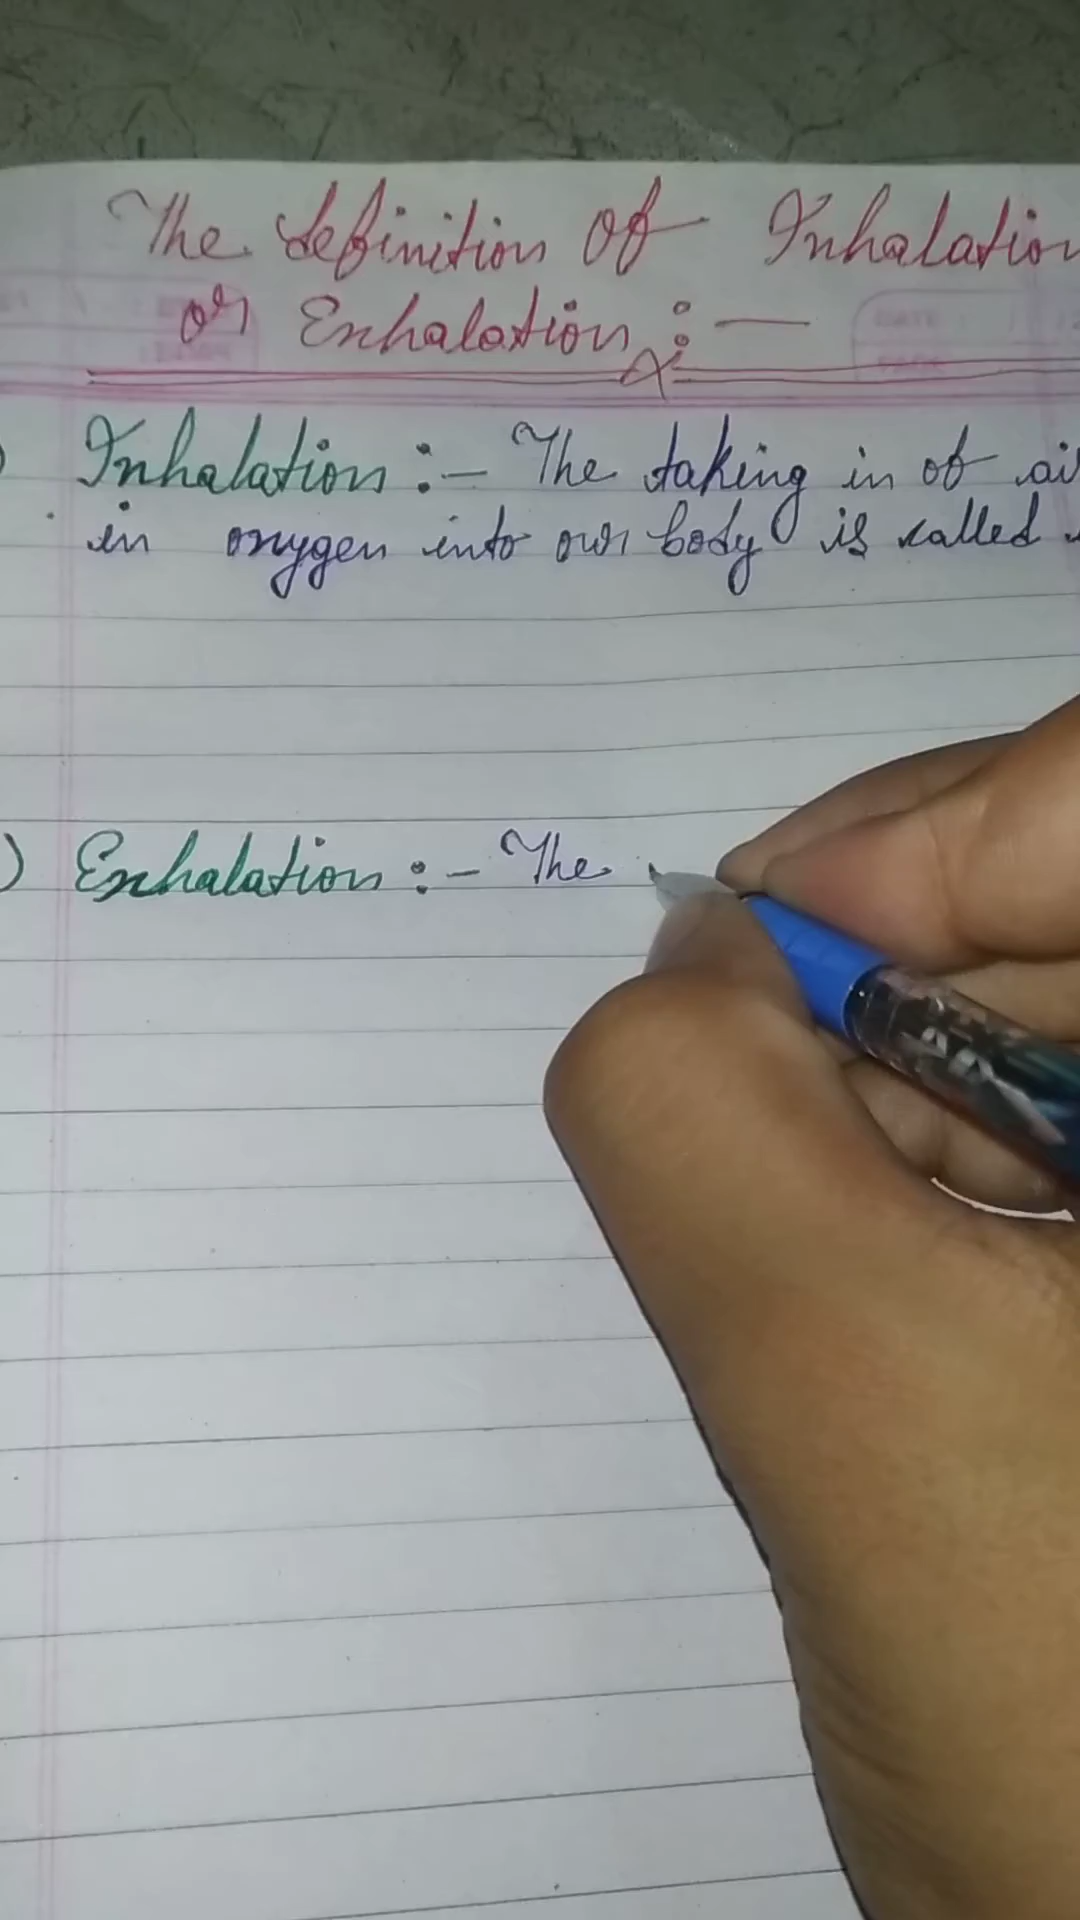 The definition of Inhalation
or Exhalation :—
Inhalation :- The taking in of air
in oxygen into our body is called
) Exhalation :- The